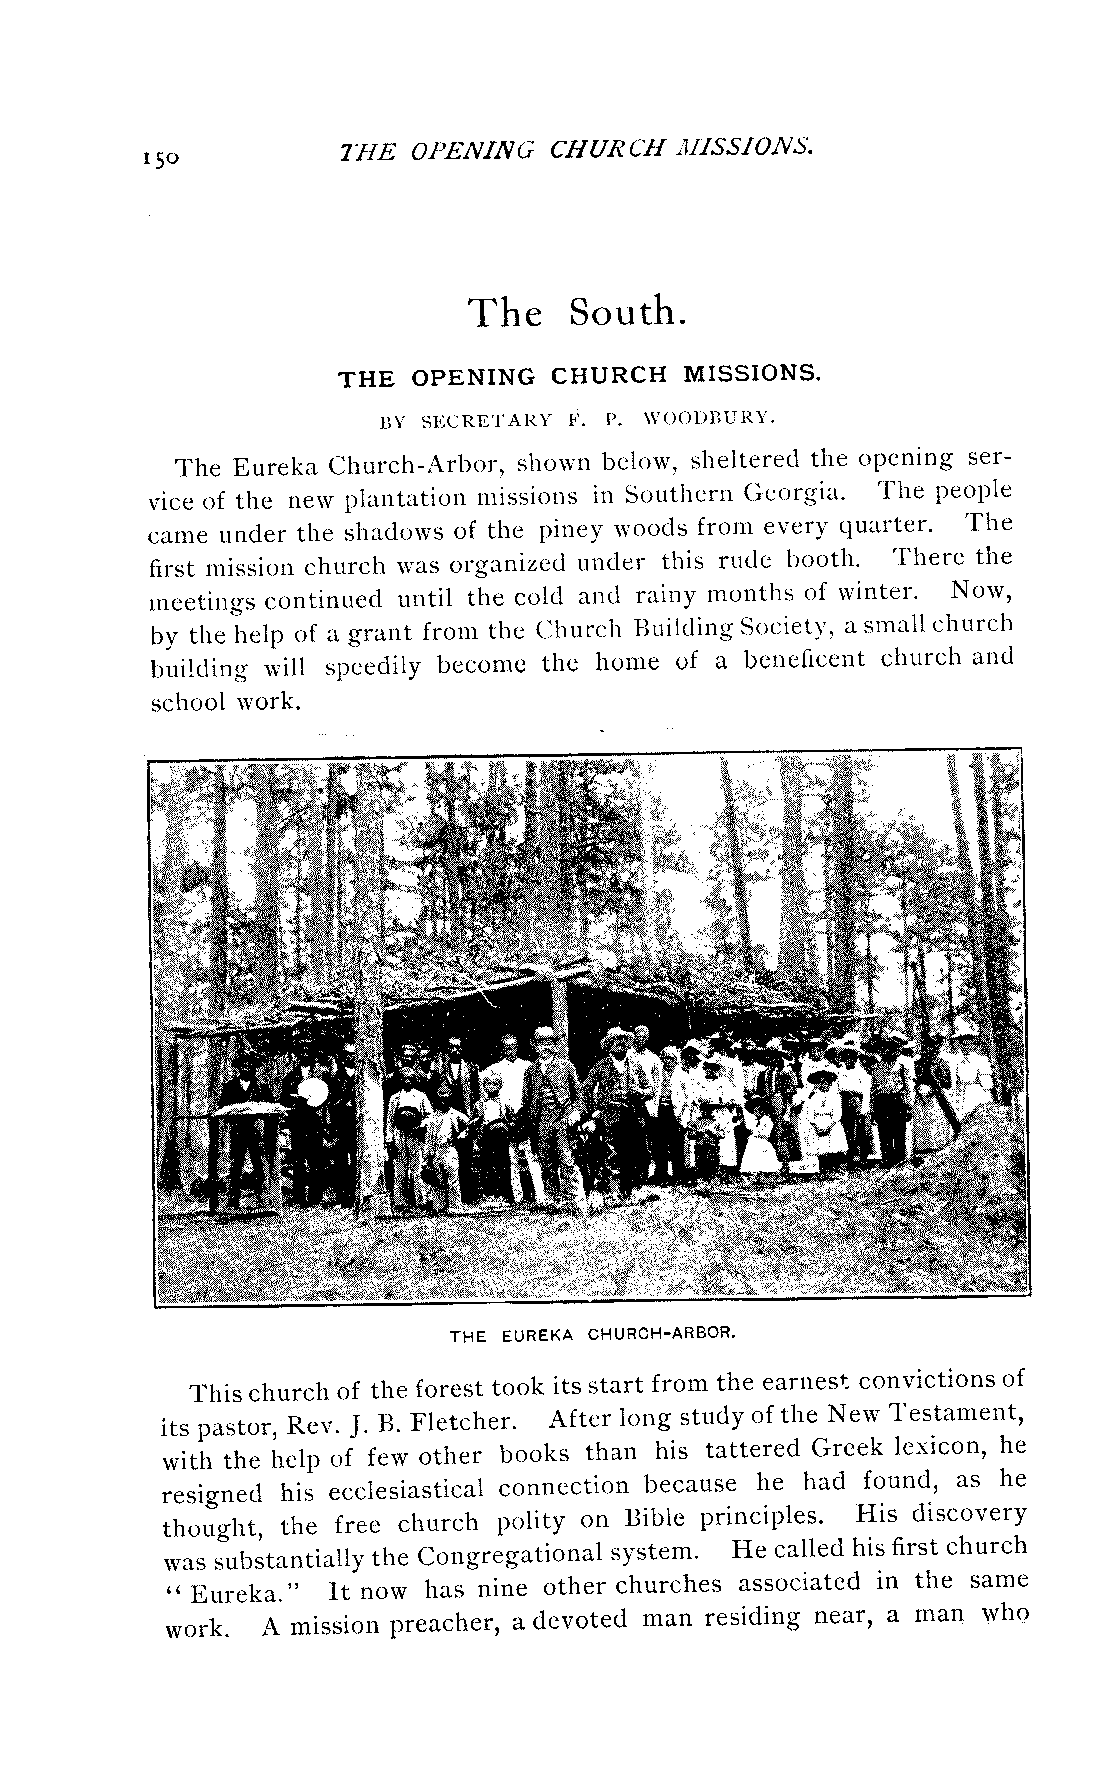 150 THE OPENING CHURCH MISSIONS.
The South.
THE OPENING CHURCH MISSIONS.
BY SECRETARY F. P. WOODBURY.
The Eureka Church-Arbor, shown below, sheltered the opening ser-
vice of the new plantation missions in Southern Georgia. The people
came under the shadows of the piney woods from every quarter. The
first mission church was organized under this rude booth. There the
meetings continued until the cold and rainy months of winter. Now,
by the help of a grant from the Church Building Society, a small church
building will speedily become the home of a beneficent church and
school work.
THE EUREKA CHURCH-ARBOR.
This church of the forest took its start from the earnest convictions of
its pastor, Rev. J. B. Fletcher. After long study of the New Testament,
with the help of few other books than his tattered Greek lexicon, he
resigned his ecclesiastical connection because he had found, as he
thought, the free church polity on Bible principles. His discovery
was substantially the Congregational system. He called his first church
“ Eureka.” It now has nine other churches associated in the same
work. A mission preacher, a devoted man residing near, a man who